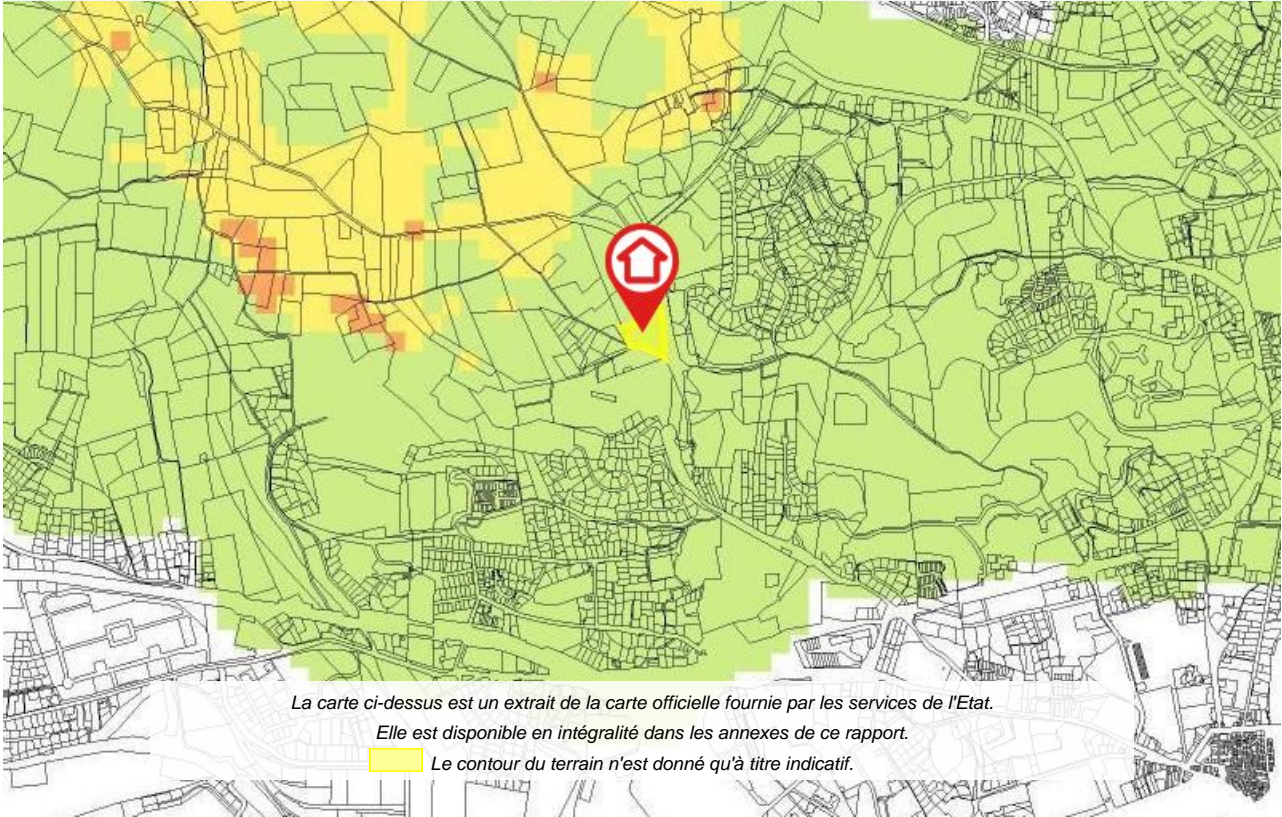 La carte ci-dessus est un extrait de la carte officielle fournie par les services de l'Etat.
Elle est disponible en intégralité dans les annexes de ce rapport.
Le contour du terrain n'est donné qu'à titre indicatif.